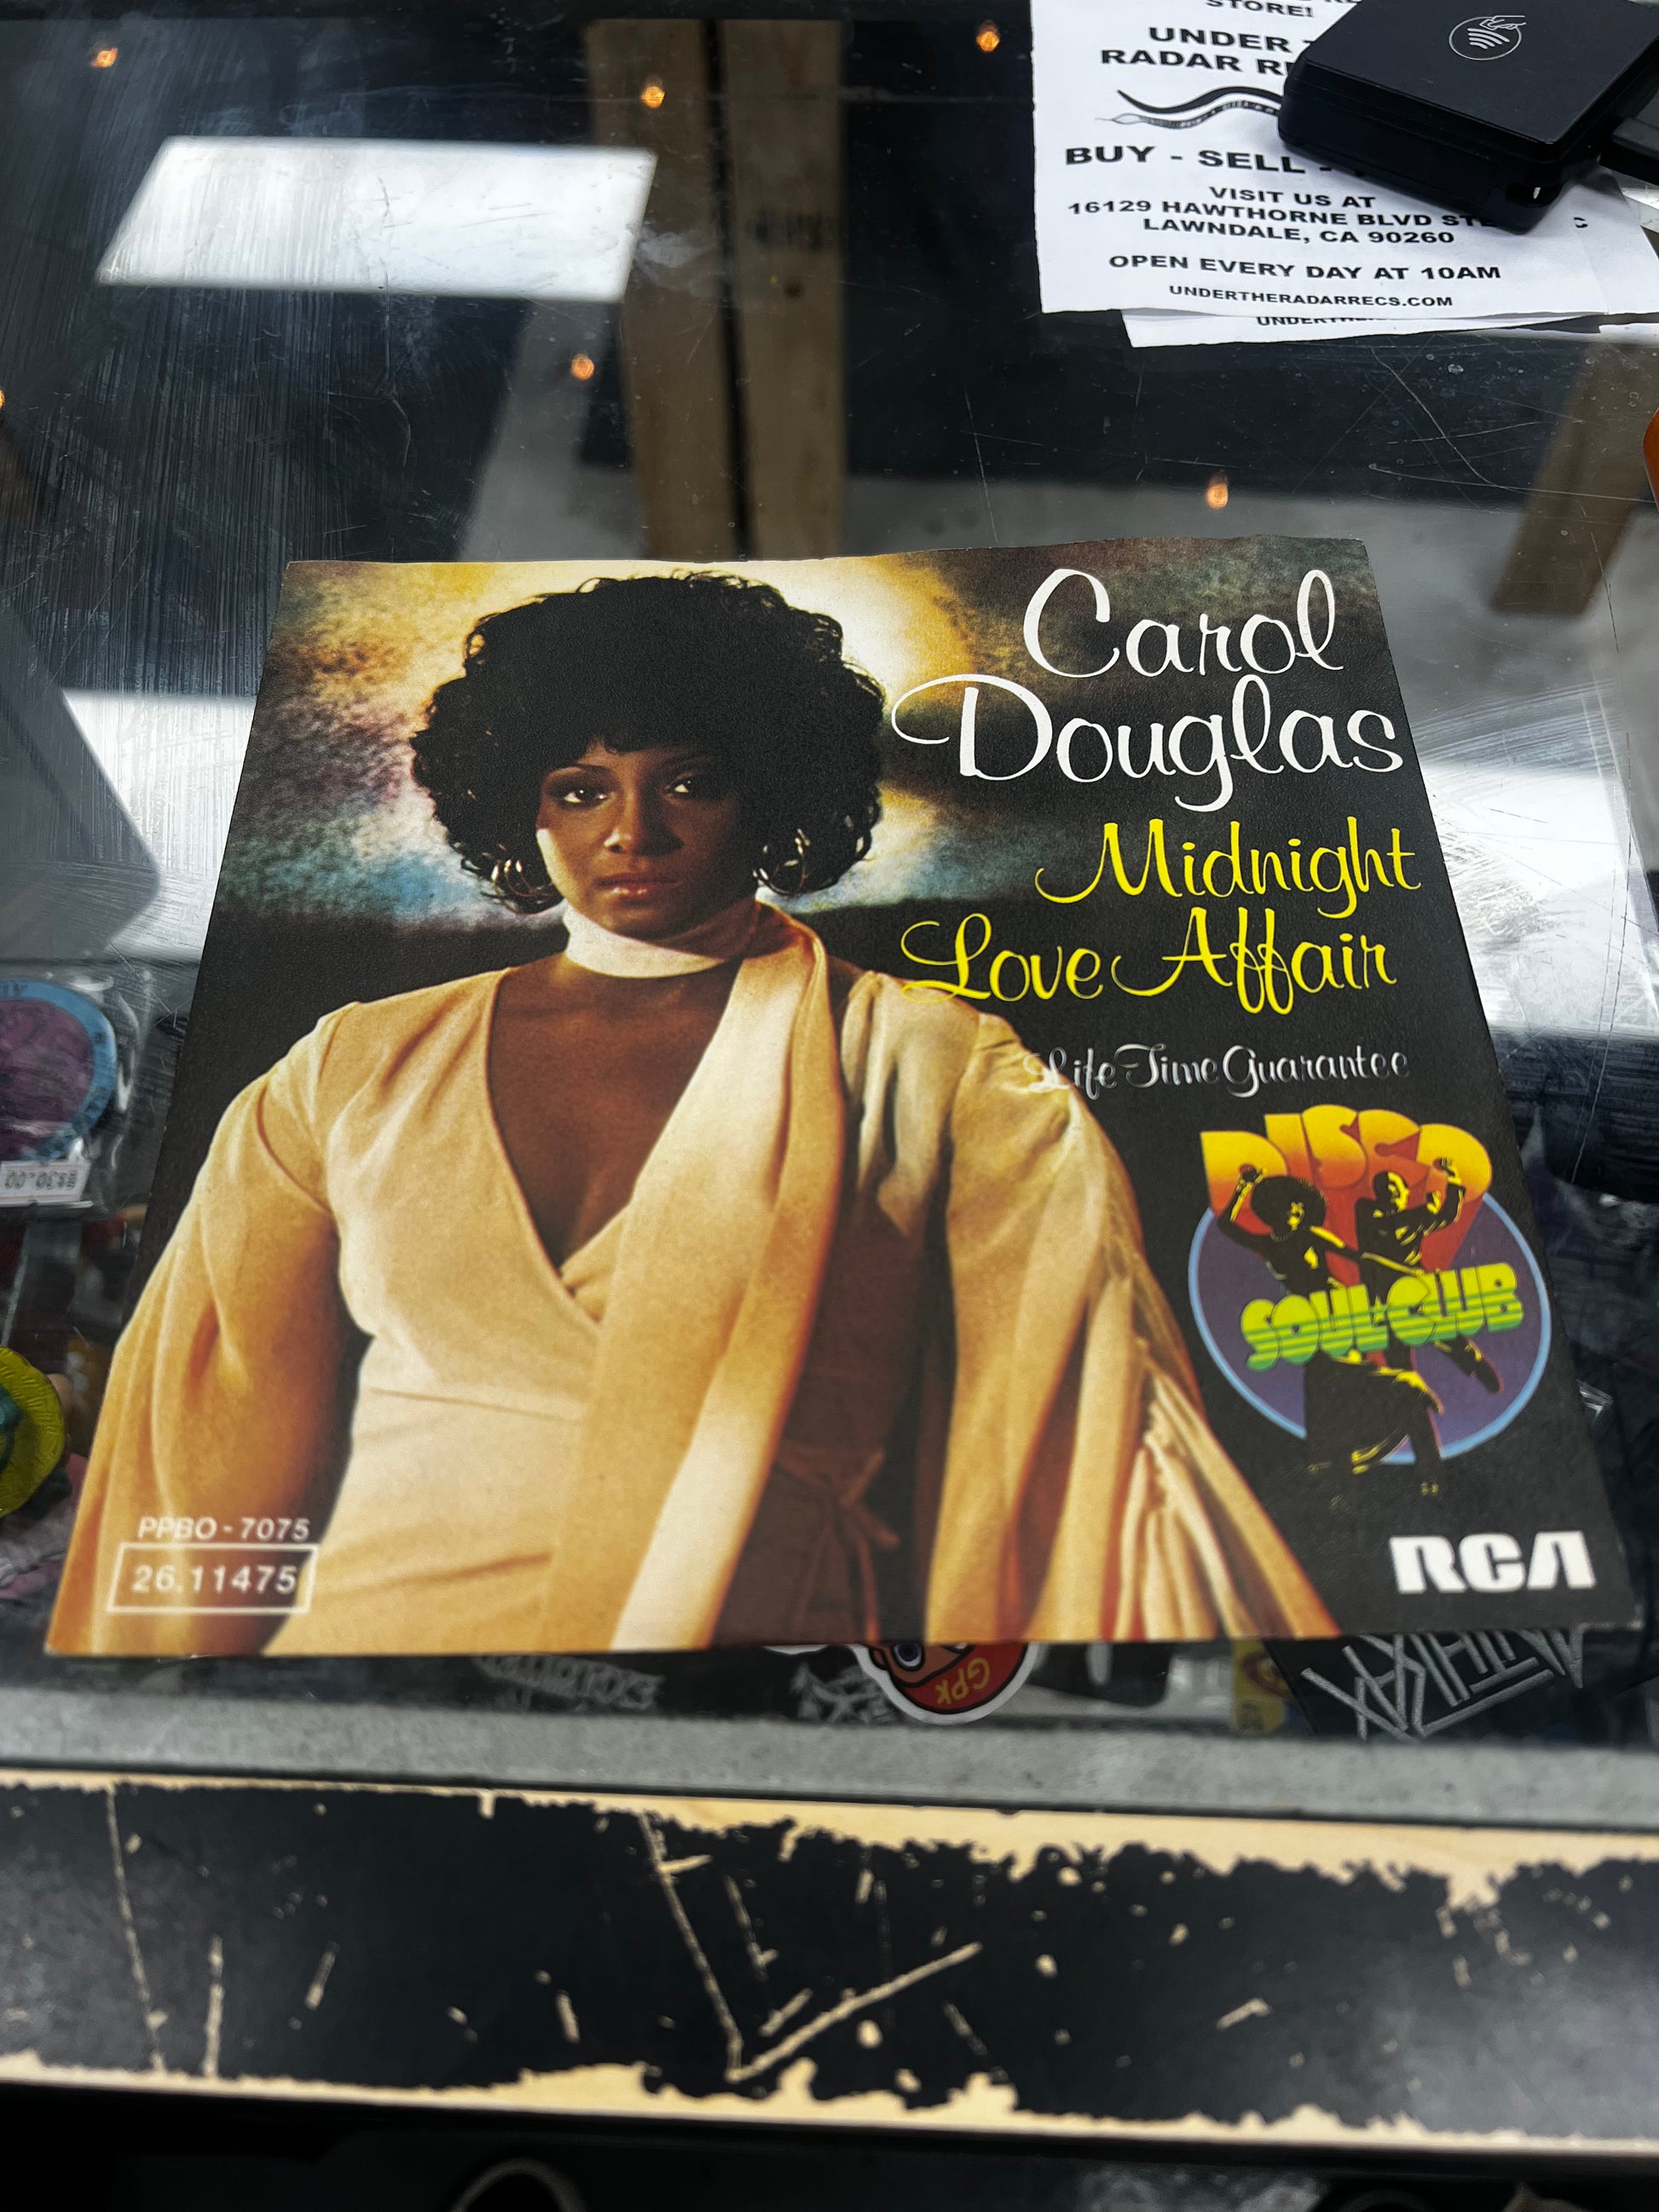 STORE!
UNDER
RADAR
BUY - SELL -
VISIT US AT
16129 HAWTHORNE BLVD
LAWNDALE, CA 90260
OPEN EVERY DAY AT 10AM
UNDERTHERADARRECS.COM
Carol
Douglas
Midnight
Love Affair
Life Time Guarantee
DISCO
SOUL-CLUB
PPBO-7075
26.11475
RCA
$30.00
GPK